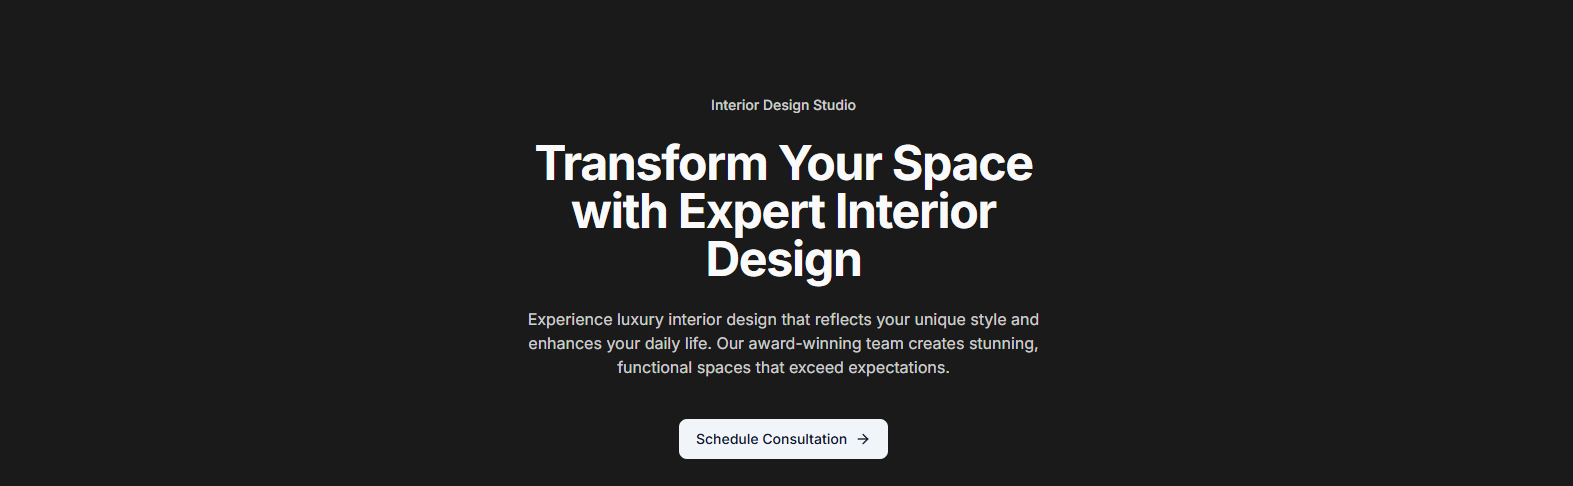 Interior Design Studio
Transform Your Space
with Expert Interior
Design
Experience luxury interior design that reflects your unique style and
enhances your daily life. Our award-winning team creates stunning,
functional spaces that exceed expectations.
Schedule Consultation →